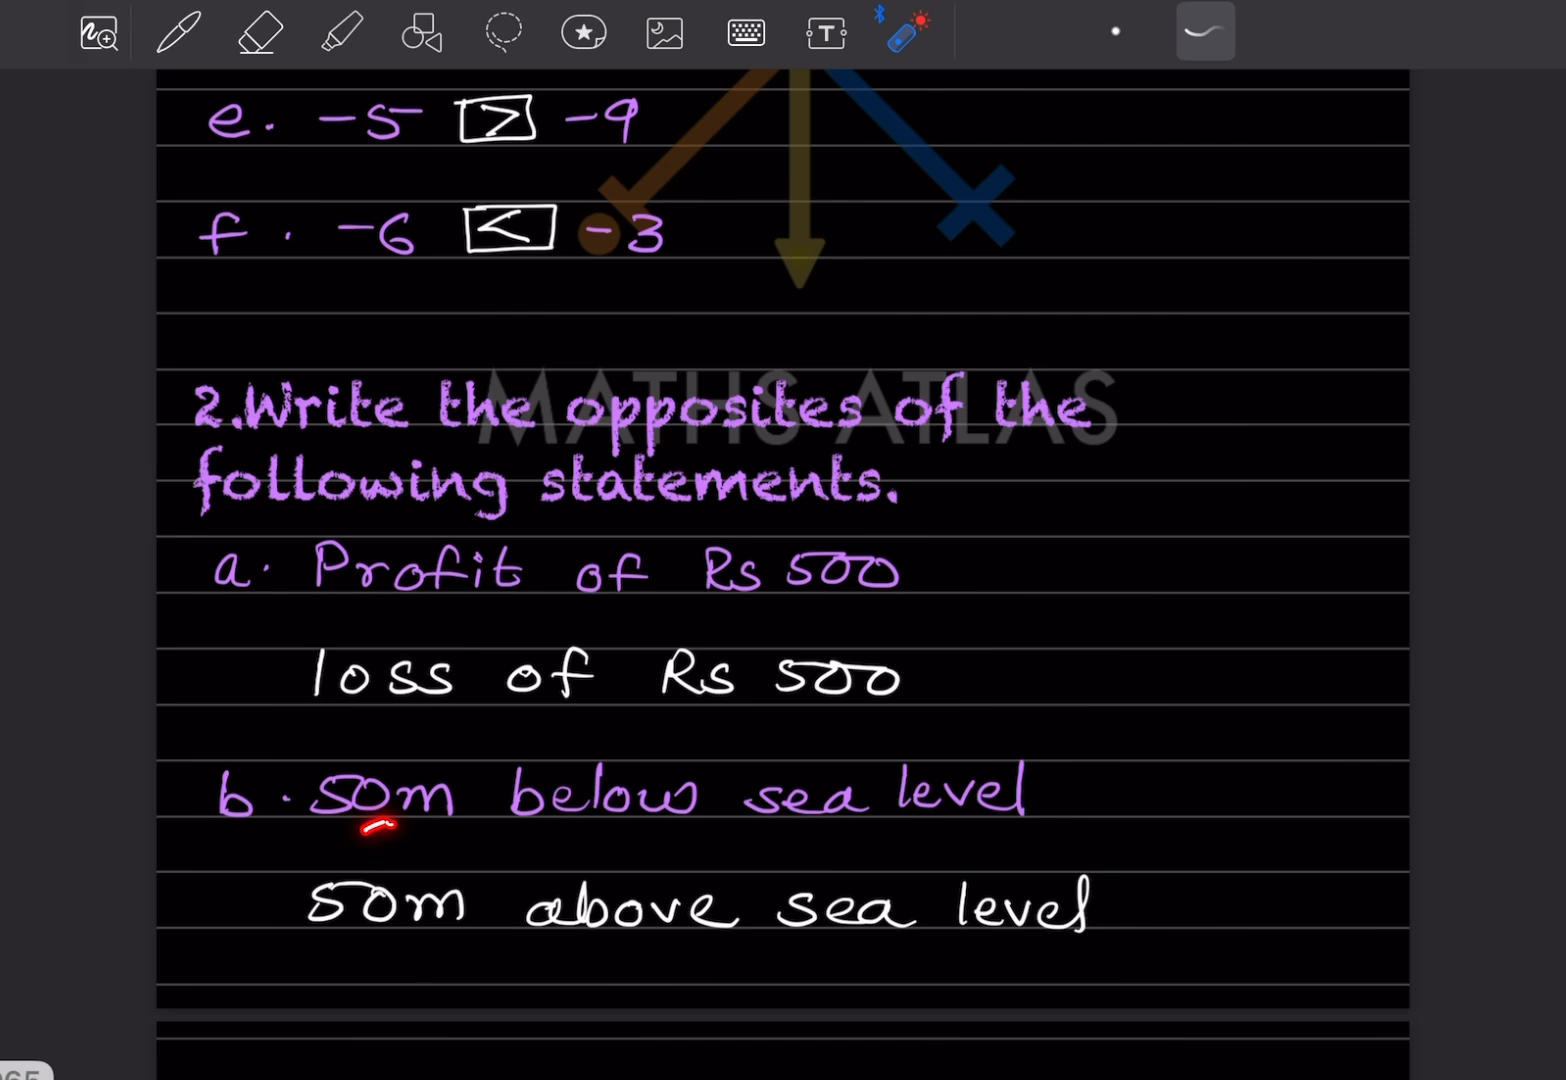 e. -5 > -9
f. -6 < -3
MATHS ATLAS
2.Write the opposites of the
following statements.
a. Profit of Rs 500
loss of Rs 500
b. 50m below sea level
50m above sea level